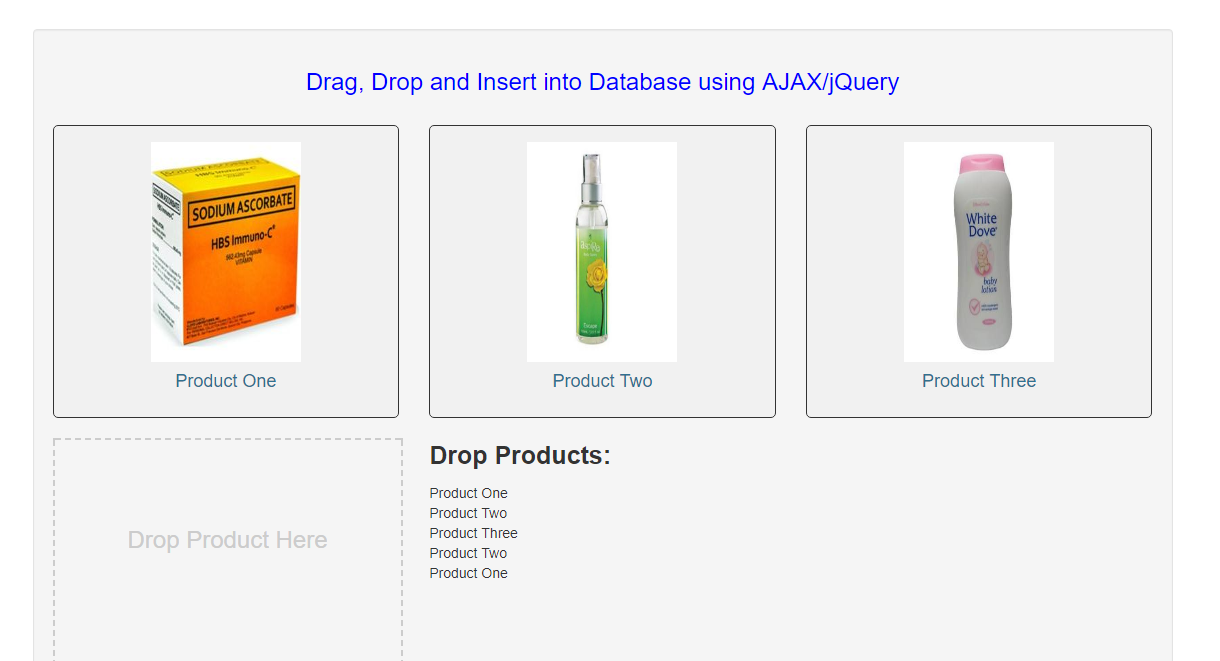 Drag, Drop and Insert into Database using AJAX/jQuery
SODIUM ASCORBATE
HBS Immuno-C®
VITAMIN
White
Dove
baby
lotion
Product One
Product Two
Product Three
Drop Product Here
Drop Products:
Product One
Product Two
Product Three
Product Two
Product One